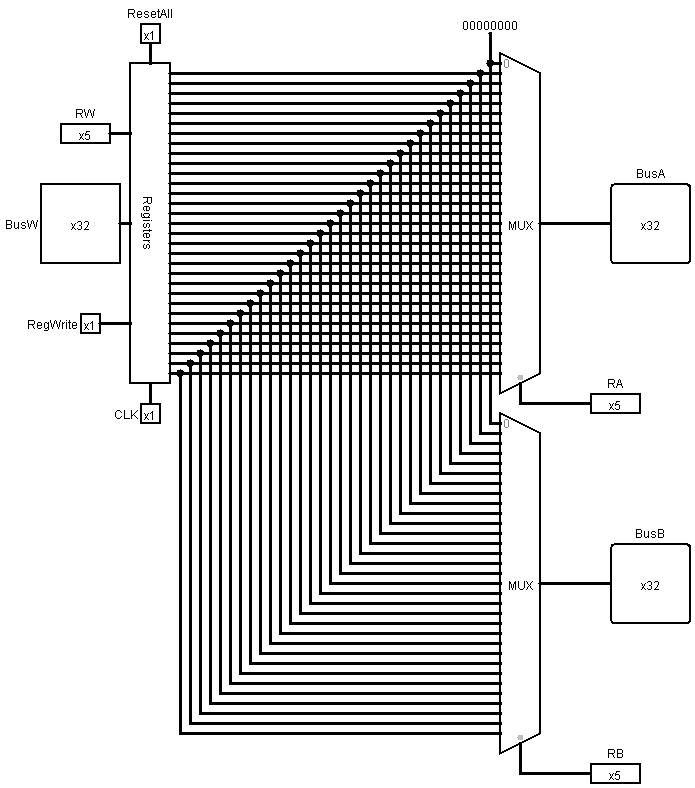 ResetAll
x1
00000000
0
RW
x5
BusW
x32
Registers
MUX
BusA
x32
RegWrite
x1
RA
x5
CLK
x1
0
BusB
MUX
x32
RB
x5